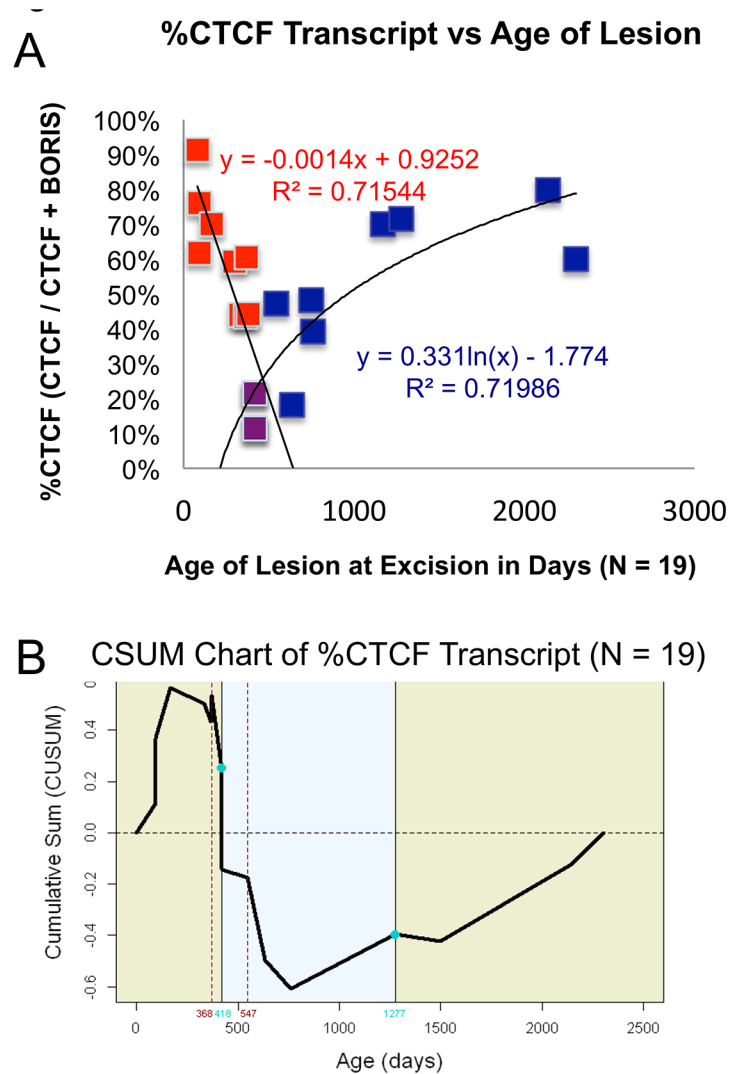 A
%CTCF Transcript vs Age of Lesion
%CTCF (CTCF / CTCF + BORIS)
100%
90%
80%
70%
60%
50%
40%
30%
20%
10%
0%
y = -0.0014x + 0.9252
R² = 0.71544
y = 0.331ln(x) - 1.774
R² = 0.71986
0 1000 2000 3000
Age of Lesion at Excision in Days (N = 19)
B
CSUM Chart of %CTCF Transcript (N = 19)
Cumulative Sum (CUSUM)
0
0.4
0.2
0.0
-0.2
-0.4
-0.6
368 418 547 1277
0 500 1000 1500 2000 2500
Age (days)